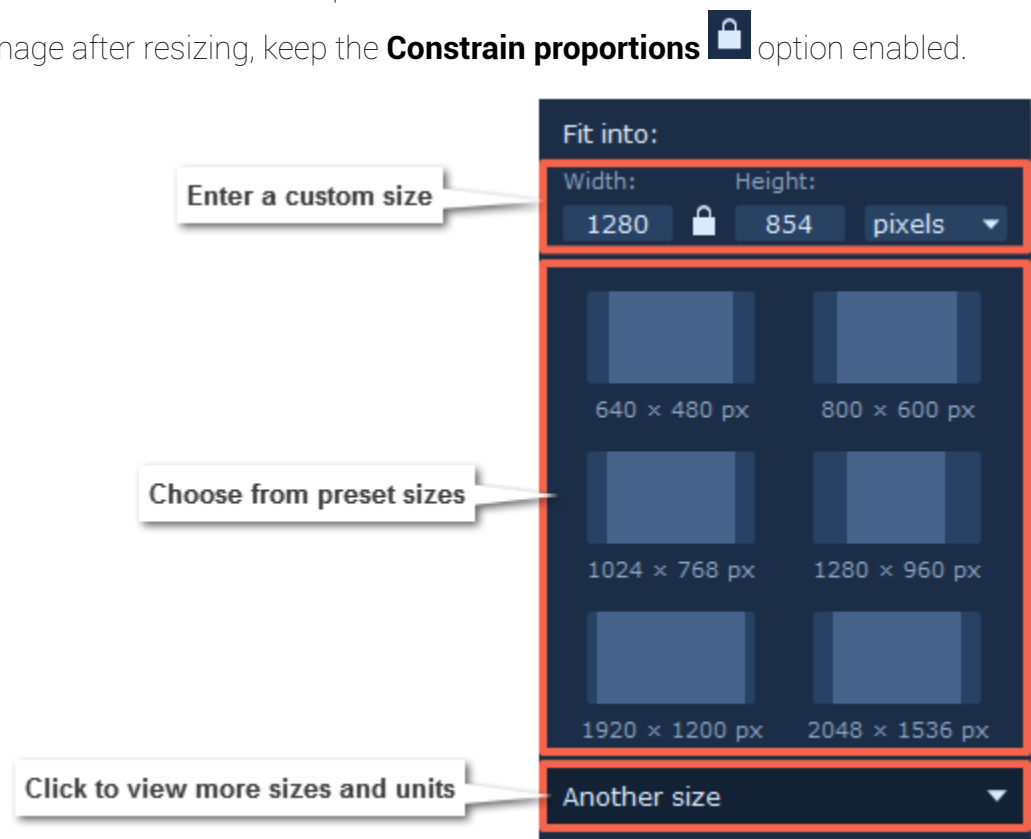 mage after resizing, keep the Constrain proportions option enabled.
Fit into:
Enter a custom size
Width: Height:
1280 854 pixels
640 × 480 px 800 × 600 px
Choose from preset sizes
1024 × 768 px 1280 × 960 px
1920 × 1200 px 2048 × 1536 px
Click to view more sizes and units
Another size